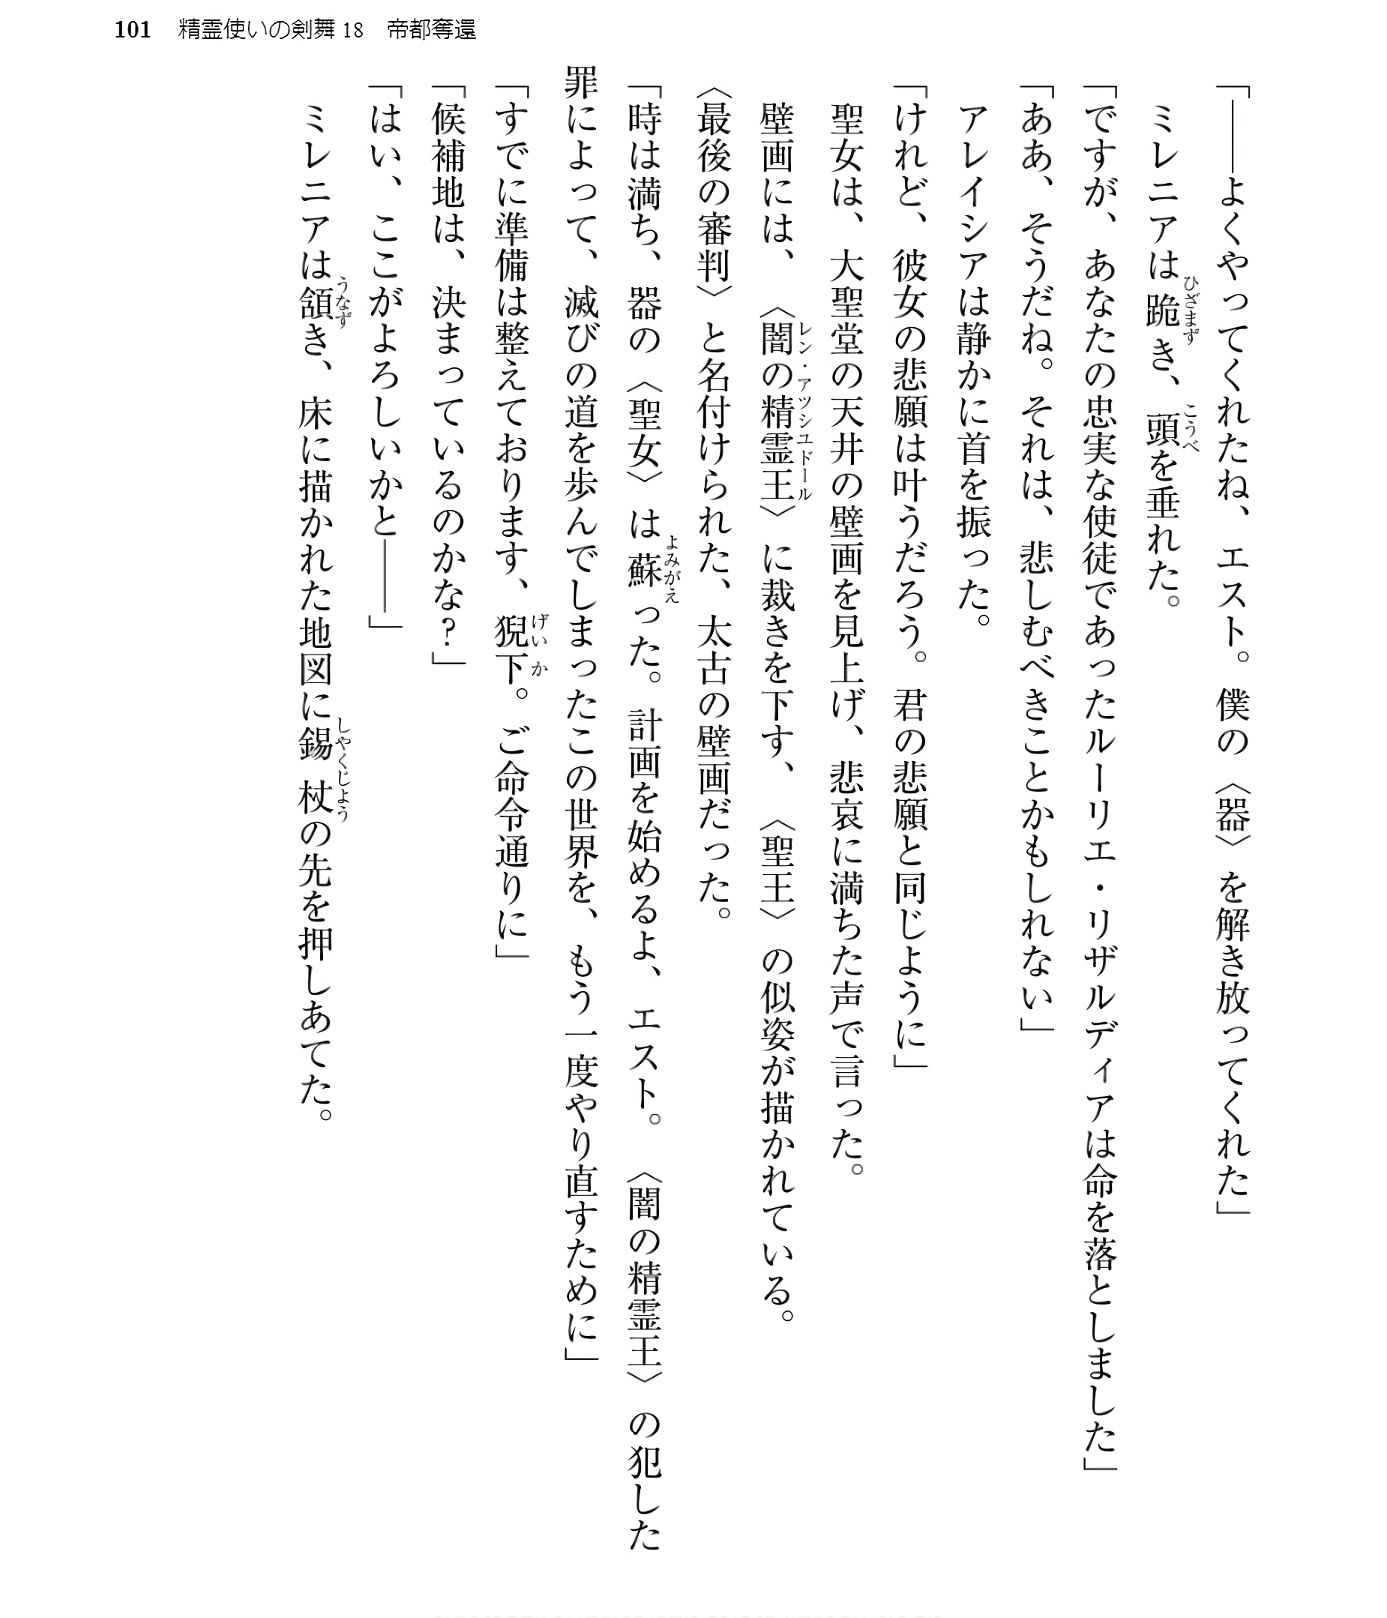 101 精霊使いの剣舞18 帝都奪還
「――よくやってくれたね、エスト。僕の〈器〉を解き放ってくれた」
ミレニアは跪き、頭を垂れた。
「ですが、あなたの忠実な使徒であったルーリエ・リザルディアは命を落としました」
「ああ、そうだね。それは、悲しむべきことかもしれない」
アレイシアは静かに首を振った。
「けれど、彼女の悲願は叶うだろう。君の悲願と同じように」
聖女は、大聖堂の天井の壁画を見上げ、悲哀に満ちた声で言った。
壁画には、〈闇の精霊王〉に裁きを下す、〈聖王〉の似姿が描かれている。
〈最後の審判〉と名付けられた、太古の壁画だった。
「時は満ち、器の〈聖女〉は蘇った。計画を始めるよ、エスト。〈闇の精霊王〉の犯した
罪によって、滅びの道を歩んでしまったこの世界を、もう一度やり直すために」
「すでに準備は整えております、猊下。ご命令通りに」
「候補地は、決まっているのかな?」
「はい、ここがよろしいかと――」
ミレニアは頷き、床に描かれた地図に錫杖の先を押しあてた。
ひざまず
こうべ
レン・アッシュドール
よみがえ
げいか
うなず
しゃくじょう